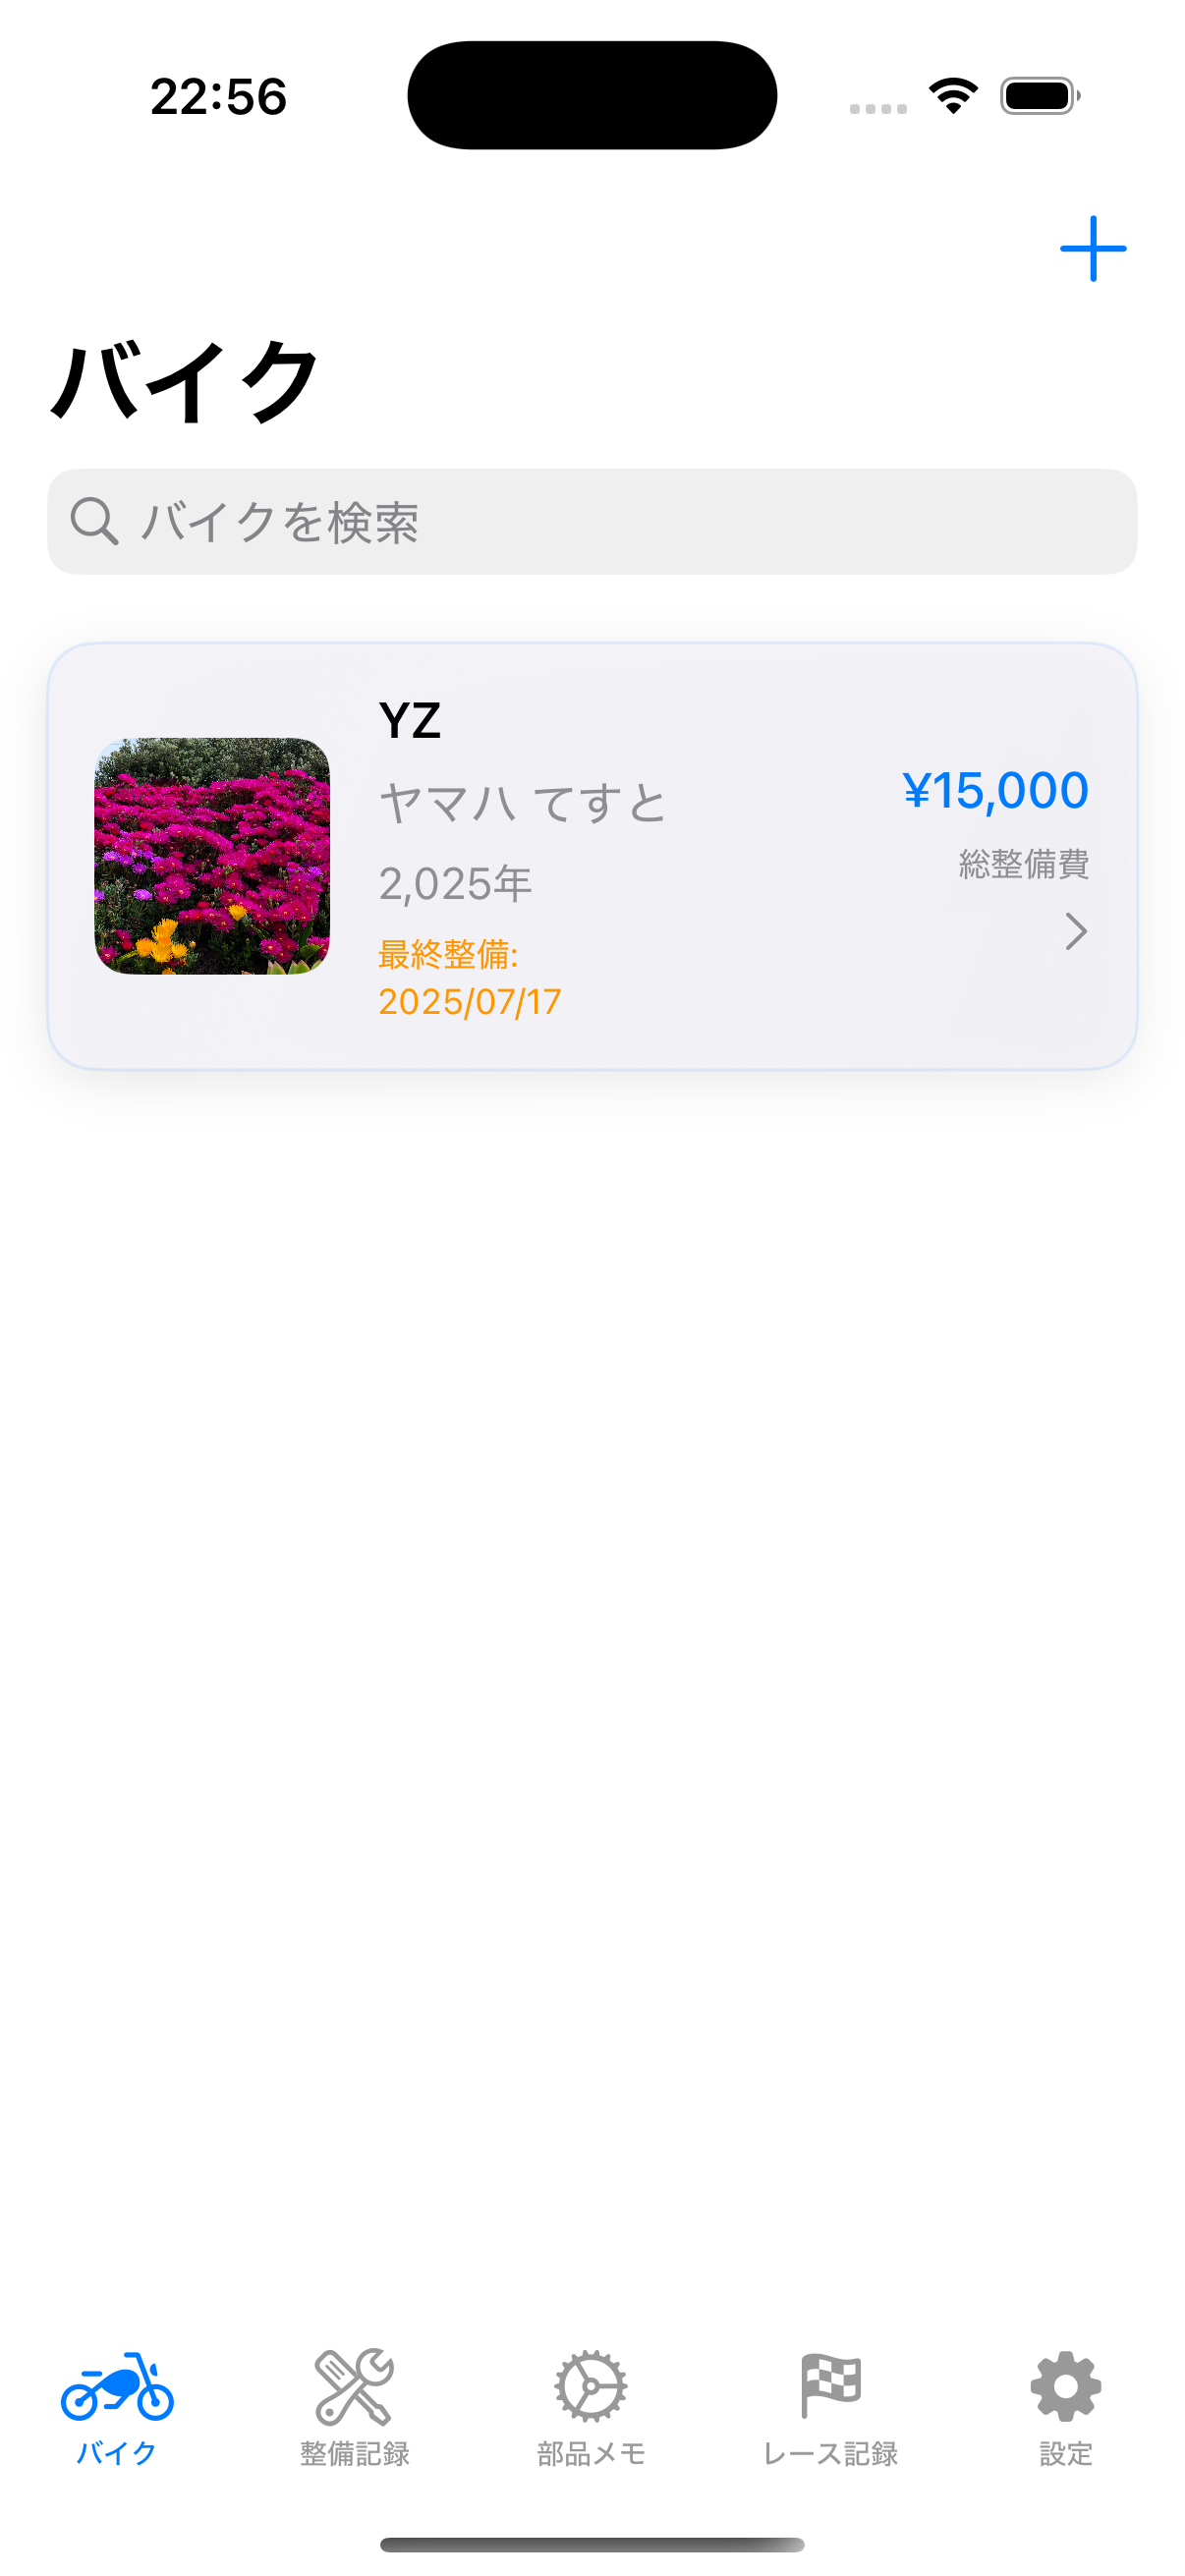 22:56
バイク
バイクを検索
YZ
ヤマハ てすと
2,025年
最終整備:
2025/07/17
¥15,000
総整備費
バイク
整備記録
部品メモ
レース記録
設定